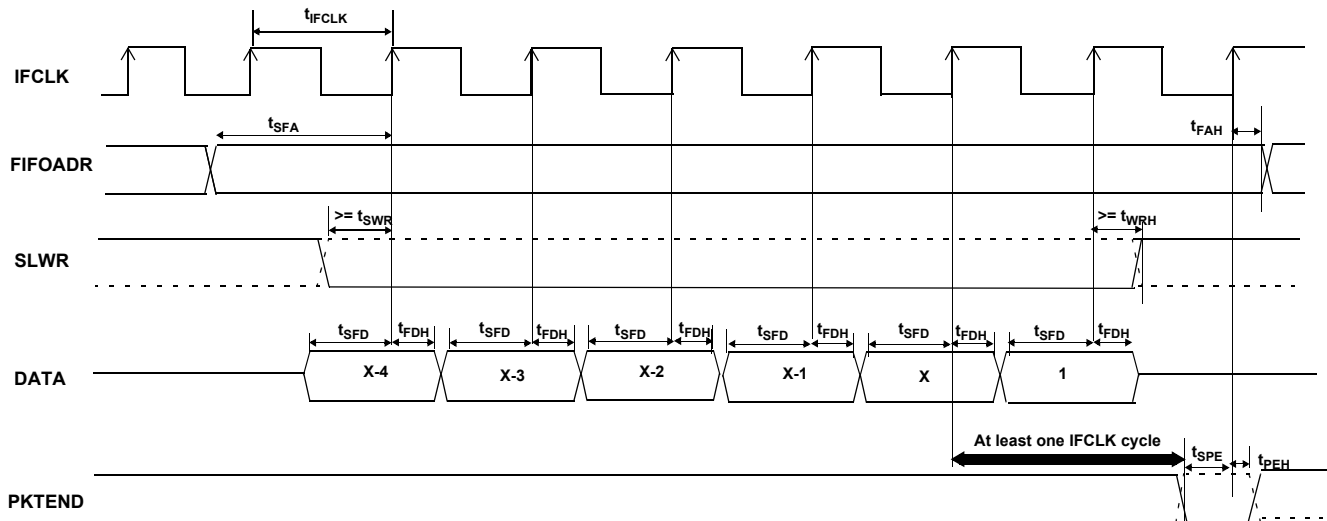 tIFCLK
IFCLK
tSFA
tFAH
FIFOADR
>= tSWR
>= tWRH
SLWR
tSFD tFDH tSFD tFDH tSFD tFDH tSFD tFDH tSFD tFDH tSFD tFDH
DATA
X-4 X-3 X-2 X-1 X 1
At least one IFCLK cycle
tSPE
tPEH
PKTEND